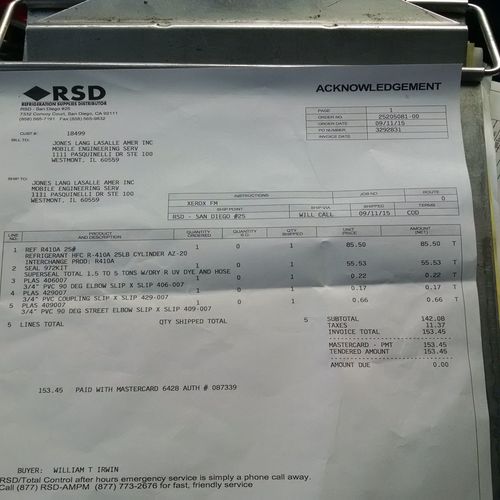 RSD
REFRIGERATION SUPPLIES DISTRIBUTOR
RSD - San Diego #25
7332 Convoy Court, San Diego, CA 92111
ACKNOWLEDGEMENT
PAGE 1
ORDER NO. 25205081-00
ORDER DATE 09/11/15
PO NUMBER 3292831
INVOICE DATE
CUST #: 18499
BILL TO:
JONES LANG LASALLE AMER INC
MOBILE ENGINEERING SERV
1111 PASQUINELLI DR STE 100
WESTMONT, IL 60559
SHIP TO:
JONES LANG LASALLE AMER INC
MOBILE ENGINEERING SERV
1111 PASQUINELLI DR STE 100
WESTMONT, IL 60559
INSTRUCTIONS JOB NO. ROUTE
XEROX FM 0
SHIP POINT SHIP VIA SHIPPED TERMS
RSD - SAN DIEGO #25 WILL CALL 09/11/15 COD
LINE NO. PRODUCT AND DESCRIPTION QUANTITY ORDERED QUANTITY B.O. QTY. SHIPPED UNIT PRICE AMOUNT (NET)
1 REF R410A 25# 1 0 1 85.50 85.50 T
REFRIGERANT HFC R-410A 25LB CYLINDER AZ-20
INTERCHANGE PROD: R410A
2 SEAL 972KIT 1 0 1 55.53 55.53 T
SUPERSEAL TOTAL 1.5 TO 5 TONS W/DRY R UV DYE AND HOSE
3 PLAS 406007 1 0 1 0.22 0.22 T
3/4" PVC 90 DEG ELBOW SLIP X SLIP 406-007
4 PLAS 429007 1 0 1 0.17 0.17 T
3/4" PVC COUPLING SLIP X SLIP 429-007
5 PLAS 409007 1 0 1 0.66 0.66 T
3/4" PVC 90 DEG STREET ELBOW SLIP X SLIP 409-007
5 LINES TOTAL QTY SHIPPED TOTAL 5 SUBTOTAL 142.08
TAXES 11.37
INVOICE TOTAL 153.45
MASTERCARD - PMT 153.45
TENDERED AMOUNT 153.45
AMOUNT DUE 0.00
153.45 PAID WITH MASTERCARD 6428 AUTH # 087339
BUYER: WILLIAM T IRWIN
RSD/Total Control after hours emergency service is simply a phone call away.
Call (877) RSD-AMPM (877) 773-2676 for fast, friendly service